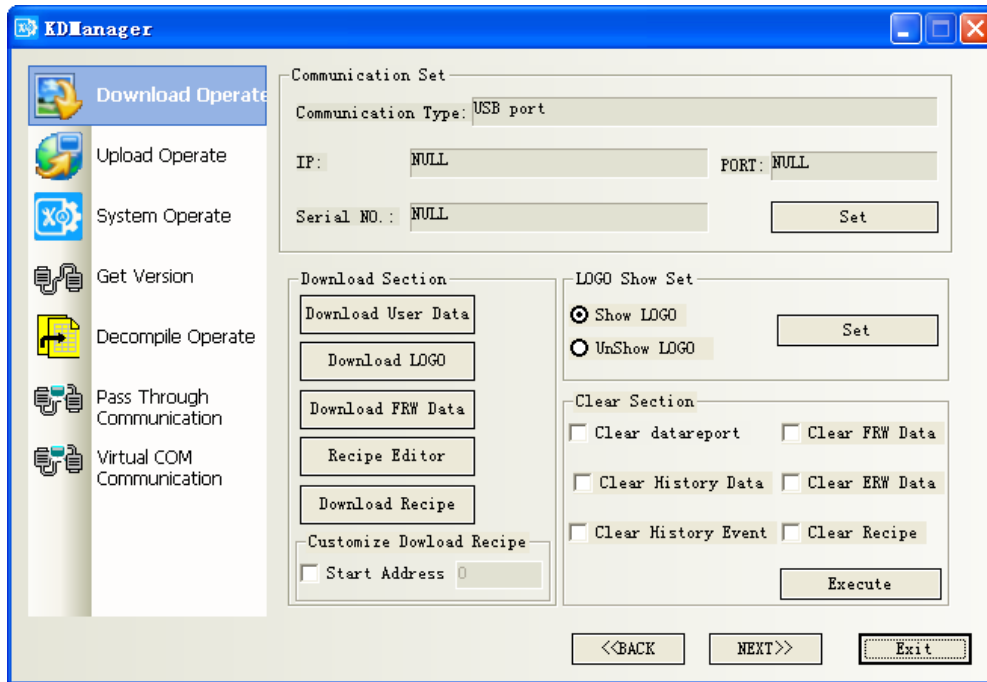 KDManager
Download Operate
Upload Operate
System Operate
Get Version
Decompile Operate
Pass Through
Communication
Virtual COM
Communication
Communication Set
Communication Type: USB port
IP: NULL PORT: NULL
Serial NO.: NULL Set
Download Section
Download User Data
Download LOGO
Download FRW Data
Recipe Editor
Download Recipe
Customize Dowload Recipe
Start Address 0
LOGO Show Set
Show LOGO
UnShow LOGO
Set
Clear Section
Clear datareport Clear FRW Data
Clear History Data Clear ERW Data
Clear History Event Clear Recipe
Execute
<<BACK NEXT>> Exit